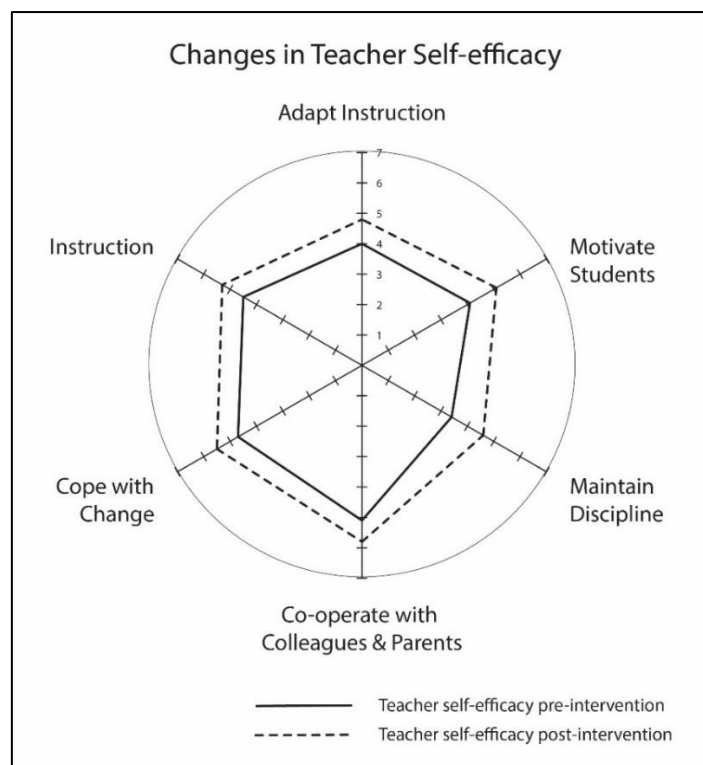 Changes in Teacher Self-efficacy
Adapt Instruction
7
6
5
4
3
2
1
Instruction
Motivate
Students
Cope with
Change
Maintain
Discipline
Co-operate with
Colleagues & Parents
Teacher self-efficacy pre-intervention
Teacher self-efficacy post-intervention